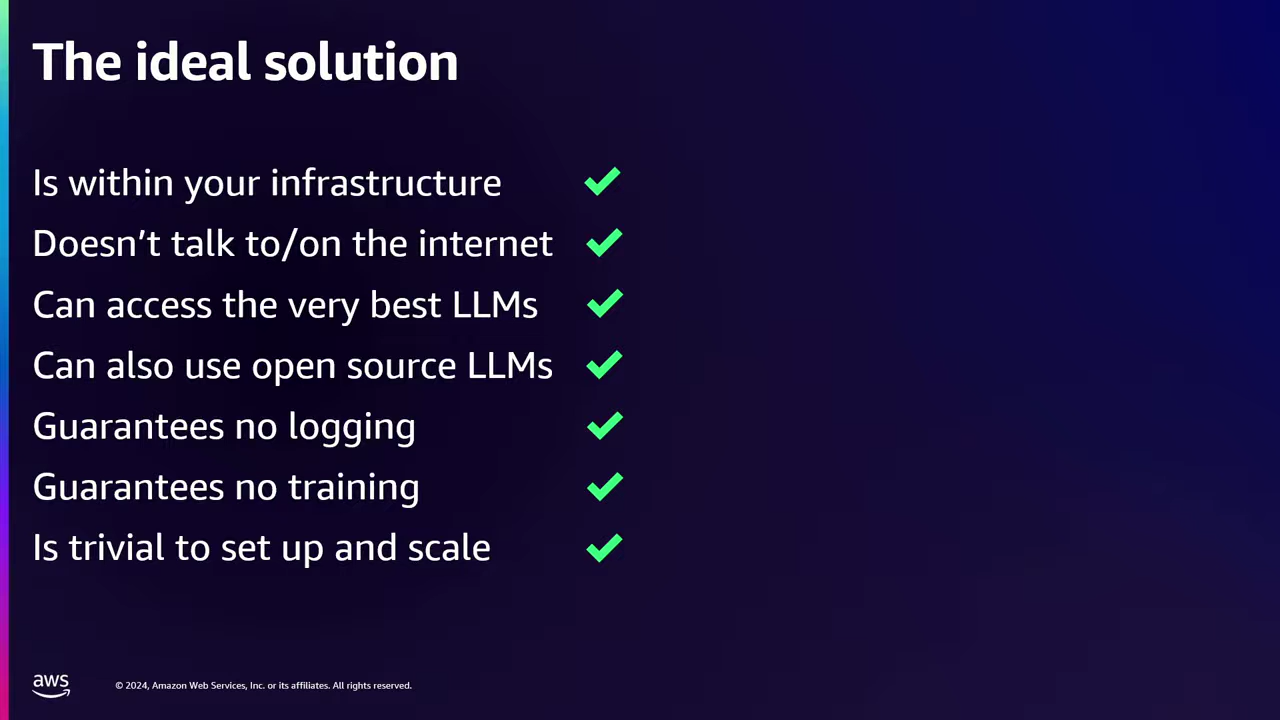 The ideal solution
Is within your infrastructure
Doesn’t talk to/on the internet
Can access the very best LLMs
Can also use open source LLMs
Guarantees no logging
Guarantees no training
Is trivial to set up and scale
aws
© 2024, Amazon Web Services, Inc. or its affiliates. All rights reserved.